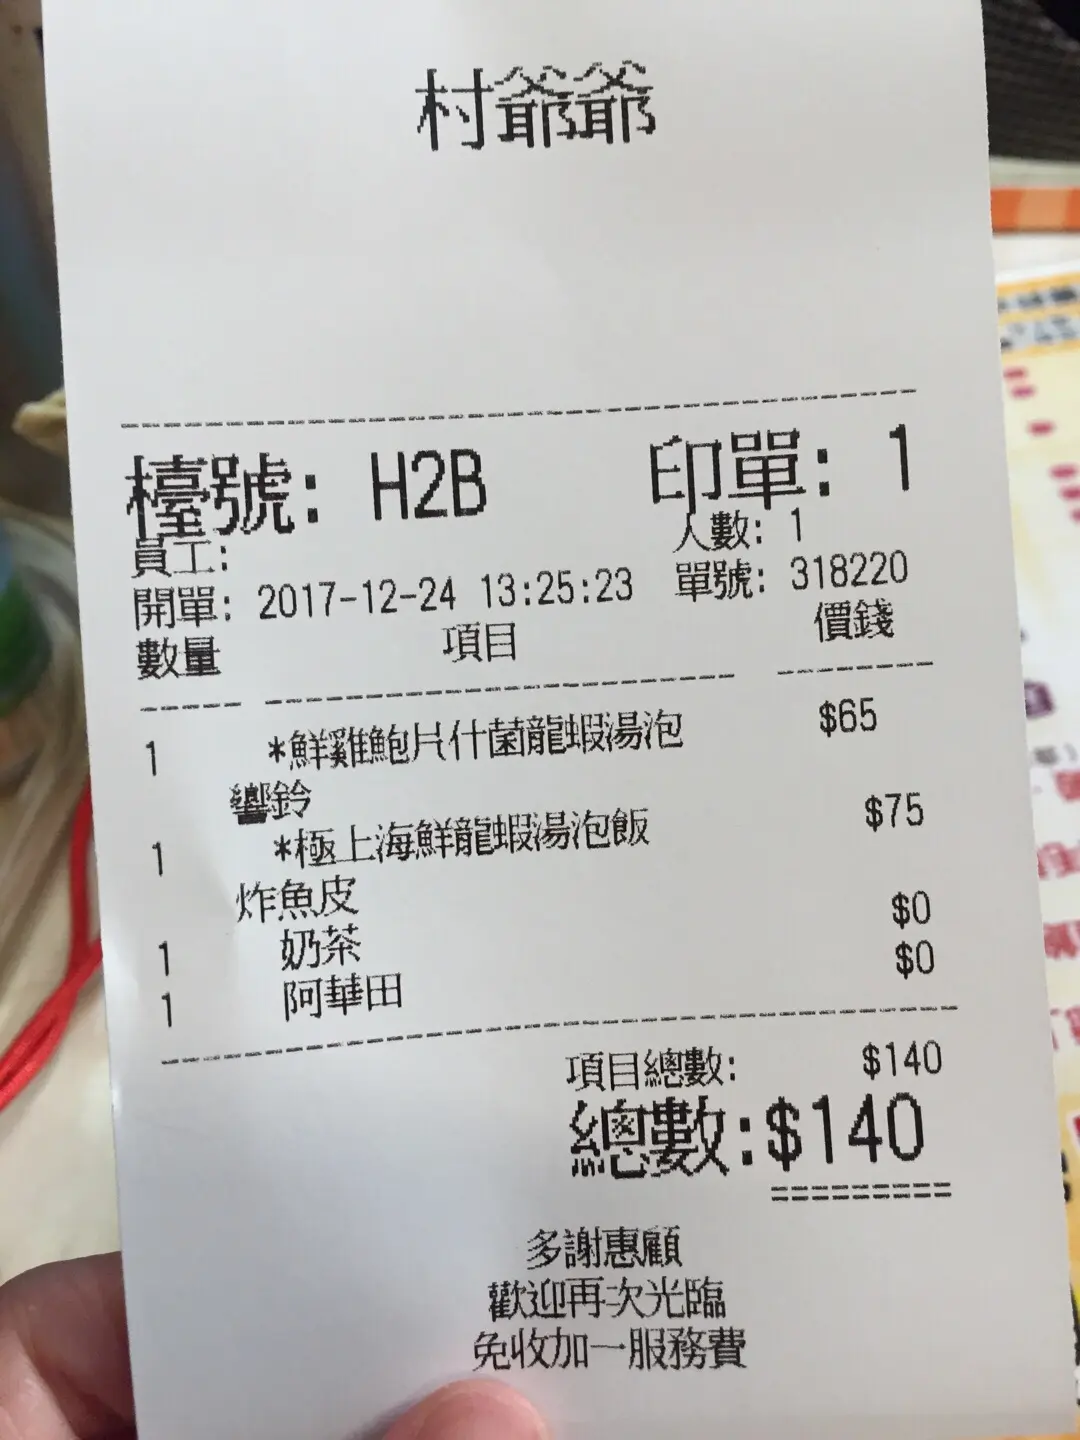 村爺爺
檯號: H2B 印單: 1
員工: 人數: 1
開單: 2017-12-24 13:25:23 單號: 318220
數量 項目 價錢
1 *鮮雞鮑片什菌龍蝦湯泡 $65
響鈴
1 *極上海鮮龍蝦湯泡飯 $75
炸魚皮
1 奶茶 $0
1 阿華田 $0
項目總數: $140
總數:$140
多謝惠顧
歡迎再次光臨
免收加一服務費